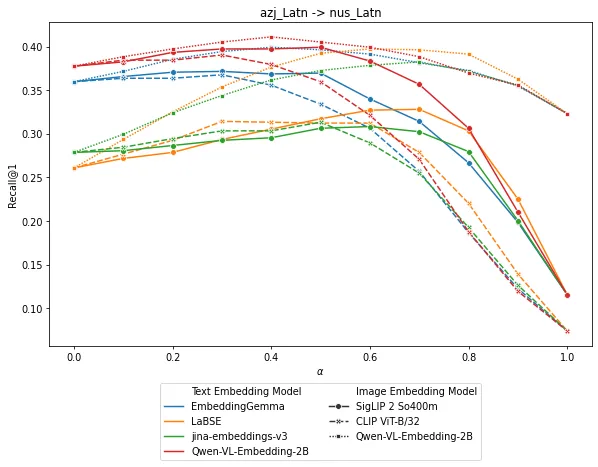 azj_Latn -> nus_Latn
0.40
0.35
0.30
0.25
0.20
0.15
0.10
Recall@1
0.0 0.2 0.4 0.6 0.8 1.0
α
Text Embedding Model Image Embedding Model
EmbeddingGemma SigLIP 2 So400m
LaBSE CLIP ViT-B/32
jina-embeddings-v3 Qwen-VL-Embedding-2B
Qwen-VL-Embedding-2B